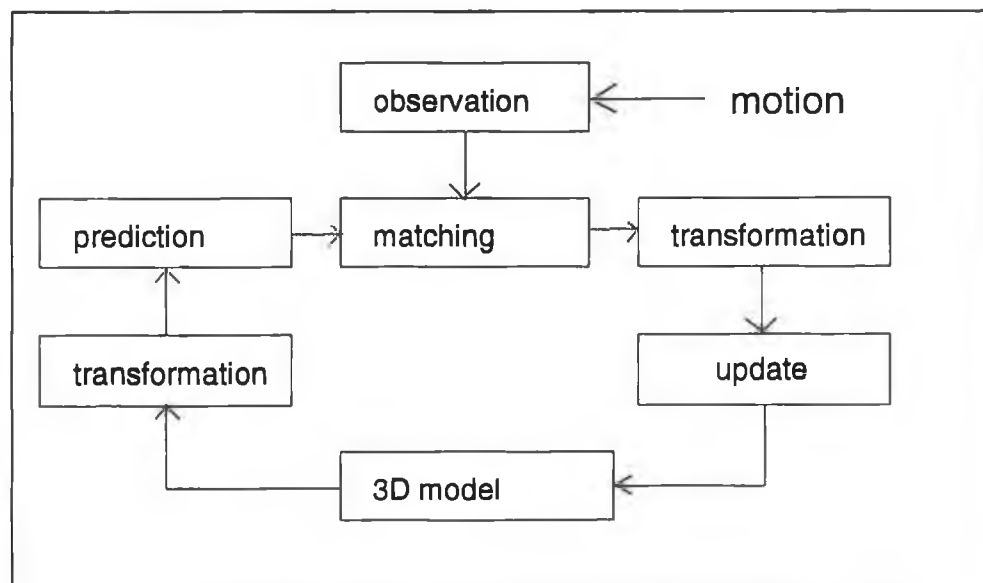 observation
motion
prediction
matching
transformation
transformation
update
3D model